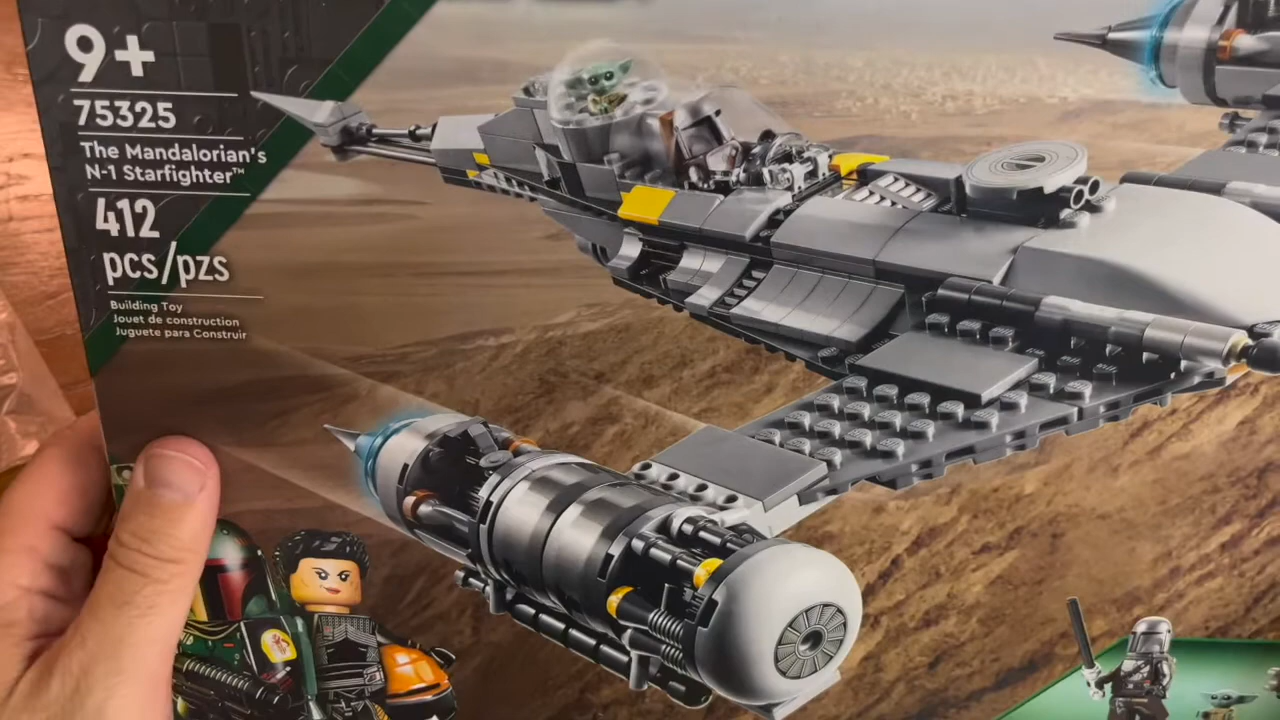 9+
75325
The Mandalorian's
N-1 Starfighter™
412
pcs/pzs
Building Toy
Jouet de construction
Juguete para Construir